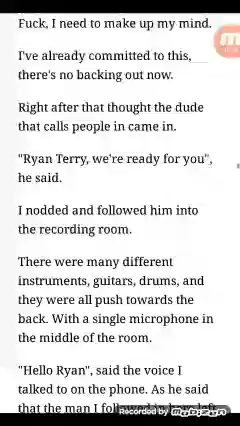 Fuck, I need to make up my mind.
I've already committed to this,
there's no backing out now.
Right after that thought the dude
that calls people in came in.
"Ryan Terry, we're ready for you",
he said.
I nodded and followed him into
the recording room.
There were many different
instruments, guitars, drums, and
they were all push towards the
back. With a single microphone in
the middle of the room.
"Hello Ryan", said the voice I
talked to on the phone. As he said
that the man I
Recorded by mobizen